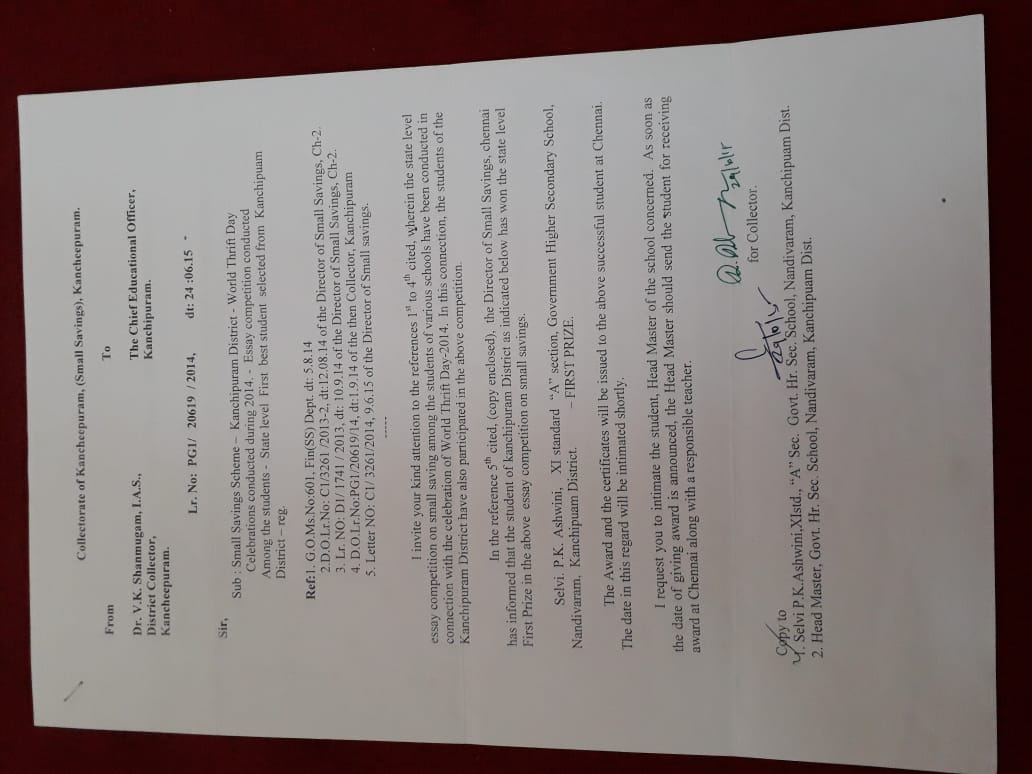 Collectorate of Kancheepuram, (Small Savings), Kancheepuram.
From
To
Dr. V.K. Shanmugam, I.A.S.,
District Collector,
Kancheepuram.
The Chief Educational Officer,
Kanchipuram.
Lr. No: PG1/ 20619 / 2014, dt: 24 :06.15
Sir,
Sub : Small Savings Scheme – Kanchipuram District - World Thrift Day
Celebrations conducted during 2014. - Essay competition conducted
Among the students - State level First best student selected from Kanchipuam
District – reg.
Ref:1. G.O.Ms.No:601, Fin(SS) Dept. dt: 5.8.14
2.D.O.Lr.No: C1/3261 /2013-2, dt:12.08.14 of the Director of Small Savings, Ch-2.
3. Lr. NO: D1/ 1741 / 2013, dt: 10.9.14 of the Director of Small Savings, Ch-2.
4. D.O.Lr.No:PG1/20619/14, dt:1.9.14 of the then Collector, Kanchipuram
5. Letter NO: C1/ 3261/2014, 9.6.15 of the Director of Small savings.
-----
I invite your kind attention to the references 1st to 4th cited, wherein the state level
essay competition on small saving among the students of various schools have been conducted in
connection with the celebration of World Thrift Day-2014. In this connection, the students of the
Kanchipuram District have also participated in the above competition.
In the reference 5th cited, (copy enclosed), the Director of Small Savings, chennai
has informed that the student of kanchipuram District as indicated below has won the state level
First Prize in the above essay competition on small savings.
Selvi. P.K. Ashwini, XI standard "A" section, Government Higher Secondary School,
Nandivaram, Kanchipuam District. – FIRST PRIZE.
The Award and the certificates will be issued to the above successful student at Chennai.
The date in this regard will be intimated shortly.
I request you to intimate the student, Head Master of the school concerned. As soon as
the date of giving award is announced, the Head Master should send the student for receiving
award at Chennai along with a responsible teacher.
29/6/15
29/6/15
for Collector.
Copy to
1. Selvi P.K.Ashwini,XIstd., "A" Sec. Govt. Hr. Sec. School, Nandivaram, Kanchipuam Dist.
2. Head Master, Govt. Hr. Sec. School, Nandivaram, Kanchipuam Dist.